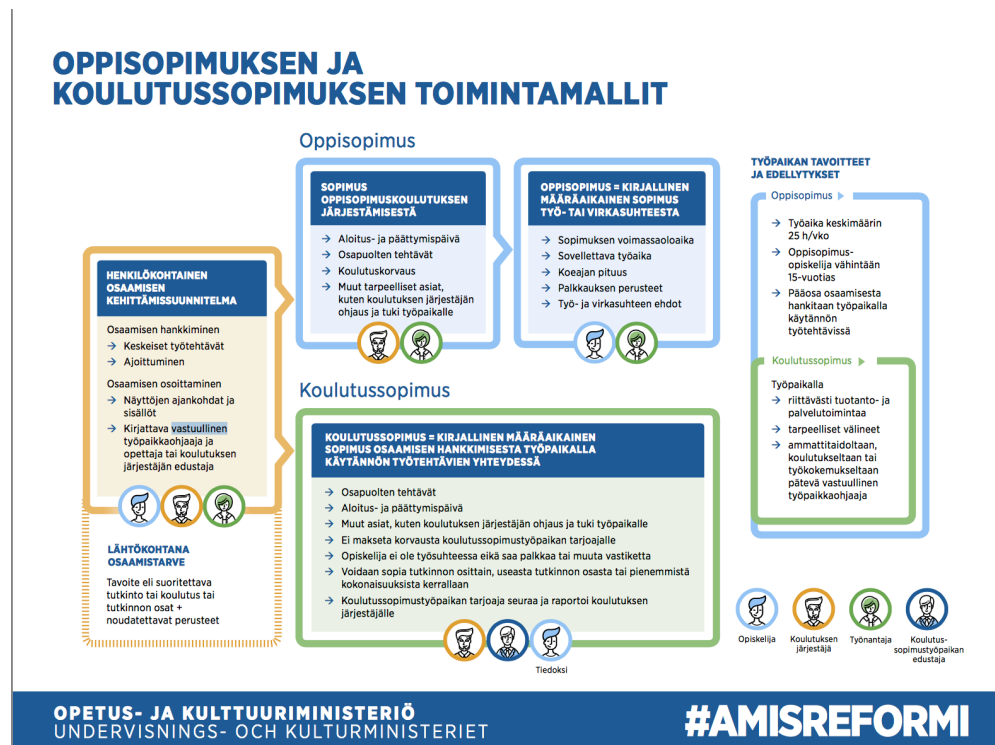 OPPISOPIMUKSEN JA
KOULUTUSSOPIMUKSEN TOIMINTAMALLIT
HENKILÖKOHTAINEN
OSAAMISEN
KEHITTÄMISSUUNNITELMA
Osaamisen hankkiminen
→ Keskeiset työtehtävät
→ Ajoittuminen
Osaamisen osoittaminen
→ Näyttöjen ajankohdat ja
sisällöt
→ Kirjattava vastuullinen
työpaikkaohjaaja ja
opettaja tai koulutuksen
järjestäjän edustaja
LÄHTÖKOHTANA
OSAAMISTARVE
Tavoite eli suoritettava
tutkinto tai koulutus tai
tutkinnon osat +
noudatettavat perusteet
Oppisopimus
SOPIMUS
OPPISOPIMUSKOULUTUKSEN
JÄRJESTÄMISESTÄ
→ Aloitus- ja päättymispäivä
→ Osapuolten tehtävät
→ Koulutuskorvaus
→ Muut tarpeelliset asiat,
kuten koulutuksen järjestäjän
ohjaus ja tuki työpaikalle
OPPISOPIMUS = KIRJALLINEN
MÄÄRÄAIKAINEN SOPIMUS
TYÖ- TAI VIRKASUHTEESTA
→ Sopimuksen voimassaoloaika
→ Sovellettava työaika
→ Koeajan pituus
→ Palkkauksen perusteet
→ Työ- ja virkasuhteen ehdot
Koulutussopimus
KOULUTUSSOPIMUS = KIRJALLINEN MÄÄRÄAIKAINEN
SOPIMUS OSAAMISEN HANKKIMISESTA TYÖPAIKALLA
KÄYTÄNNÖN TYÖTEHTÄVIEN YHTEYDESSÄ
→ Osapuolten tehtävät
→ Aloitus- ja päättymispäivä
→ Muut asiat, kuten koulutuksen järjestäjän ohjaus ja tuki työpaikalle
→ Ei makseta korvausta koulutussopimustyöpaikan tarjoajalle
→ Opiskelija ei ole työsuhteessa eikä saa palkkaa tai muuta vastiketta
→ Voidaan sopia tutkinnon osittain, useasta tutkinnon osasta tai pienemmistä
kokonaisuuksista kerrallaan
→ Koulutussopimustyöpaikan tarjoaja seuraa ja raportoi koulutuksen
järjestäjälle
Tiedoksi
TYÖPAIKAN TAVOITTEET
JA EDELLYTYKSET
Oppisopimus
→ Työaika keskimäärin
25 h/vko
→ Oppisopimus-
opiskelija vähintään
15-vuotias
→ Pääosa osaamisesta
hankitaan työpaikalla
käytännön
työtehtävissä
Koulutussopimus
Työpaikalla
→ riittävästi tuotanto- ja
palvelutoimintaa
→ tarpeelliset välineet
→ ammattitaidoltaan,
koulutukseltaan tai
työkokemukseltaan
pätevä vastuullinen
työpaikkaohjaaja
Opiskelija
Koulutuksen
järjestäjä
Työnantaja
Koulutus-
sopimustyöpaikan
edustaja
OPETUS- JA KULTTUURIMINISTERIÖ
UNDERVISNINGS- OCH KULTURMINISTERIET
#AMISREFORMI